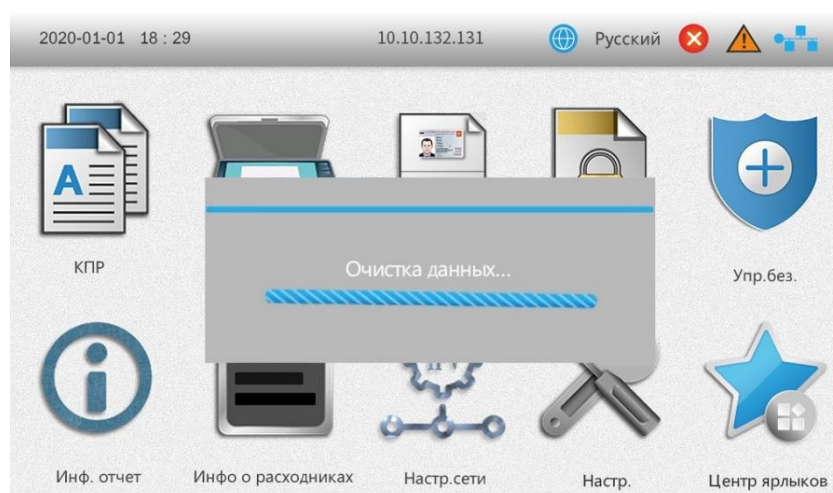 2020-01-01 18 : 29
10.10.132.131
Русский
A
КПР
Упр.без.
Очистка данных...
Инф. отчет
Инфо о расходниках
Настр.сети
Настр.
Центр ярлыков